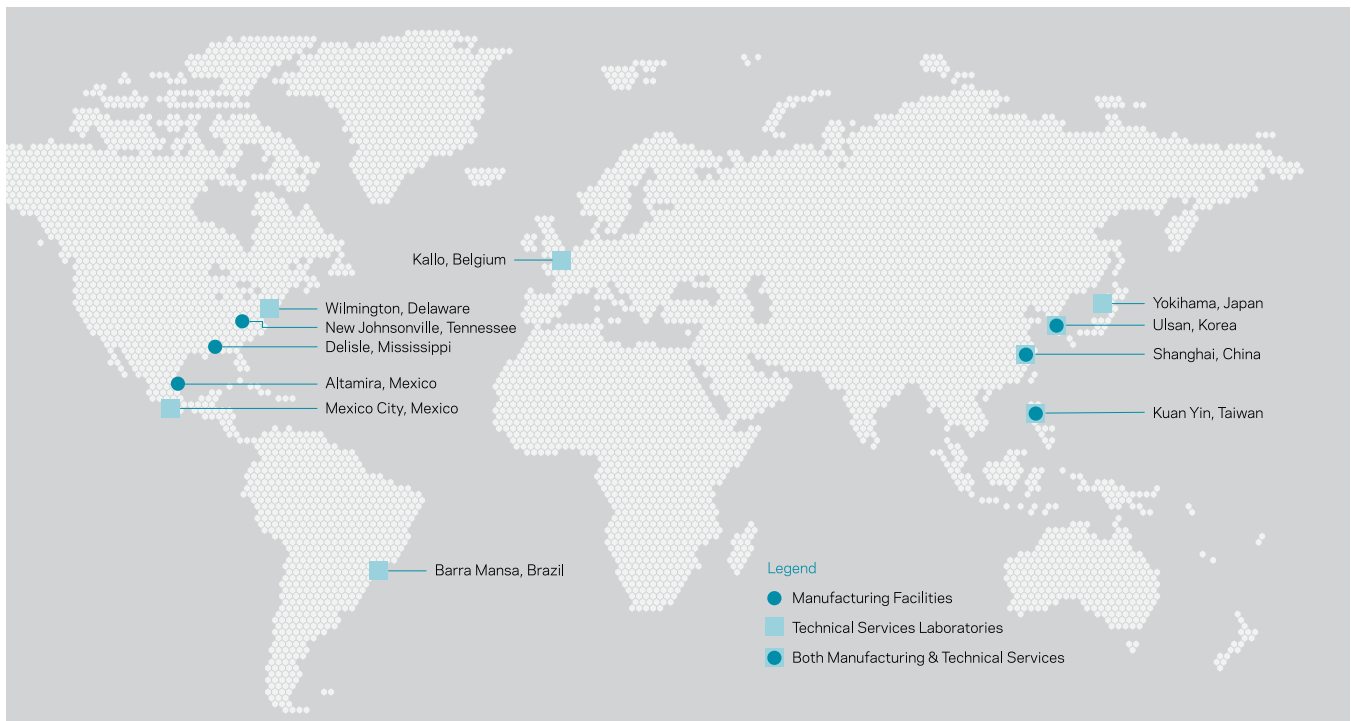 Kallo, Belgium
Wilmington, Delaware
New Johnsonville, Tennessee
Delisle, Mississippi
Altamira, Mexico
Mexico City, Mexico
Barra Mansa, Brazil
Yokihama, Japan
Ulsan, Korea
Shanghai, China
Kuan Yin, Taiwan
Legend
Manufacturing Facilities
Technical Services Laboratories
Both Manufacturing & Technical Services